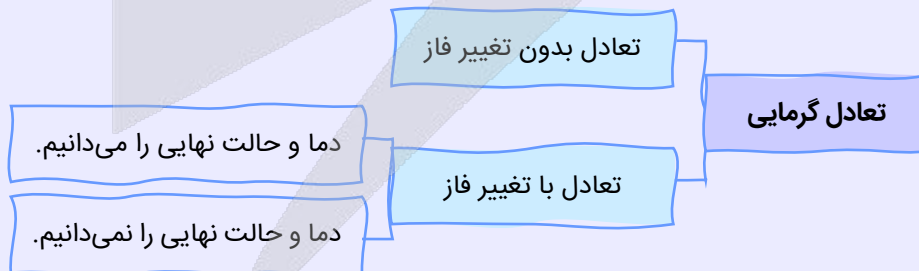 تعادل گرمایی
تعادل بدون تغییر فاز
تعادل با تغییر فاز
دما و حالت نهایی را می‌دانیم.
دما و حالت نهایی را نمی‌دانیم.